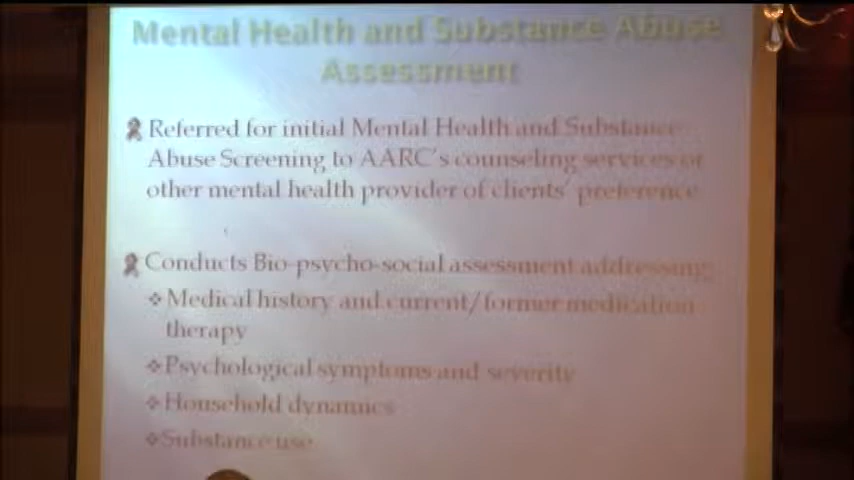 Mental Health and Substance Abuse
Assessment
Referred for initial Mental Health and Substance
Abuse Screening to AARC's counseling services or
other mental health provider of clients' preference
Conducts Bio-psycho-social assessment addressing:
Medical history and current/former medication
therapy
Psychological symptoms and severity
Household dynamics
Substance use